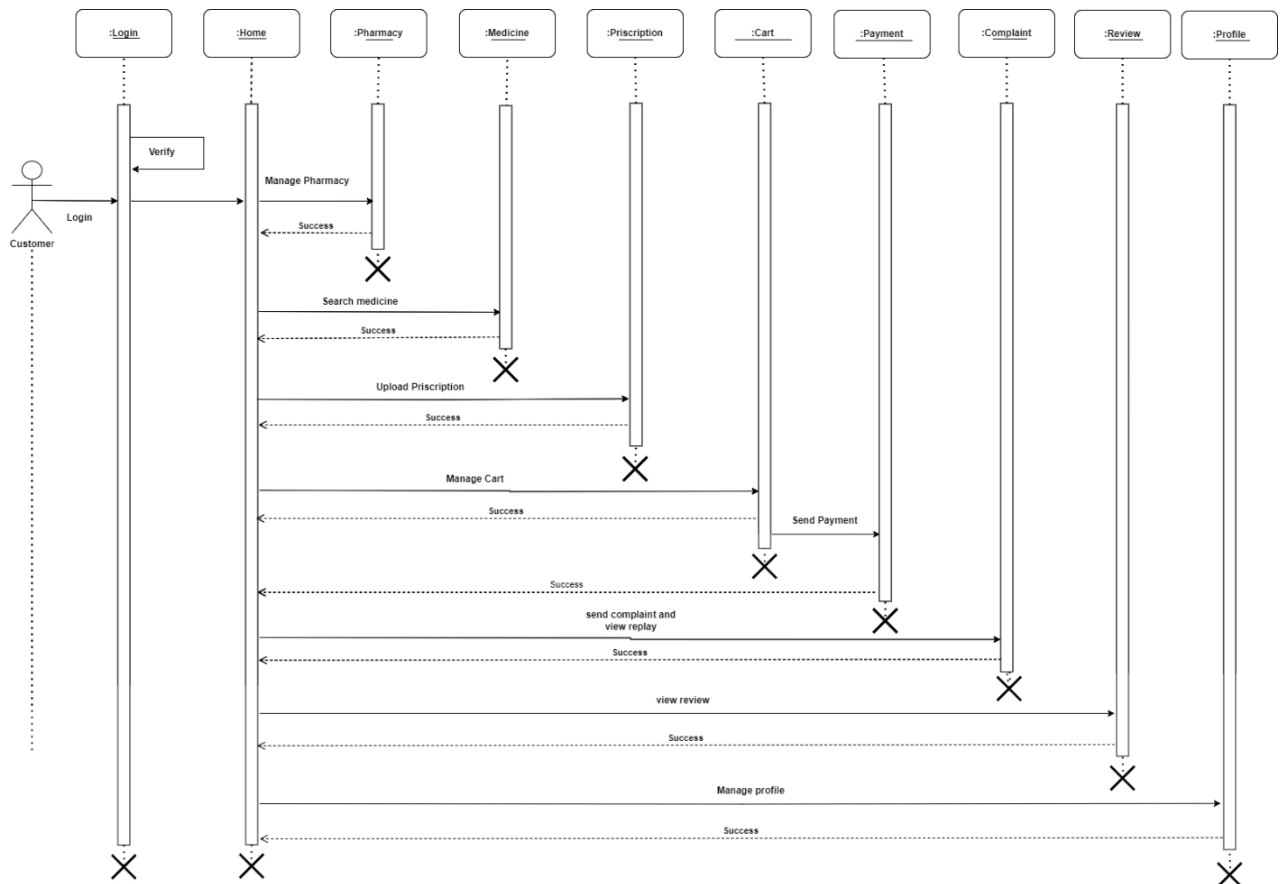 :Login
:Home
:Pharmacy
:Medicine
:Priscription
:Cart
:Payment
:Complaint
:Review
:Profile
Verify
Manage Pharmacy
Login
Success
Customer
Search medicine
Success
Upload Priscription
Success
Manage Cart
Success
Send Payment
Success
send complaint and
view replay
Success
view review
Success
Manage profile
Success